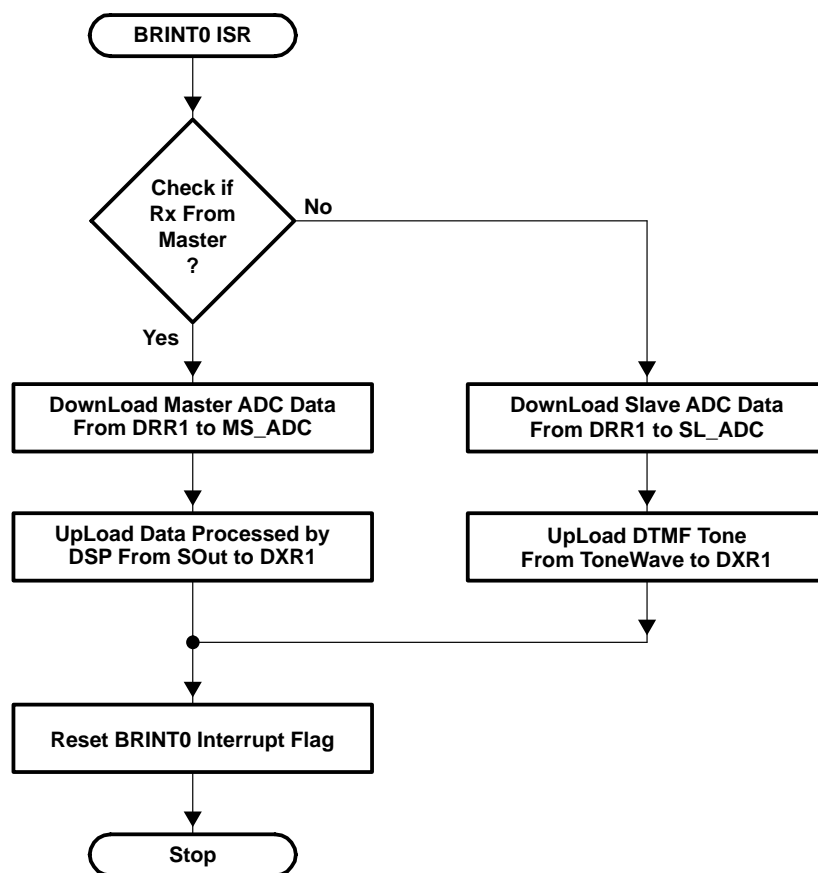 BRINT0 ISR
Check if
Rx From
Master
?
No
Yes
DownLoad Master ADC Data
From DRR1 to MS_ADC
DownLoad Slave ADC Data
From DRR1 to SL_ADC
UpLoad Data Processed by
DSP From SOut to DXR1
UpLoad DTMF Tone
From ToneWave to DXR1
Reset BRINT0 Interrupt Flag
Stop